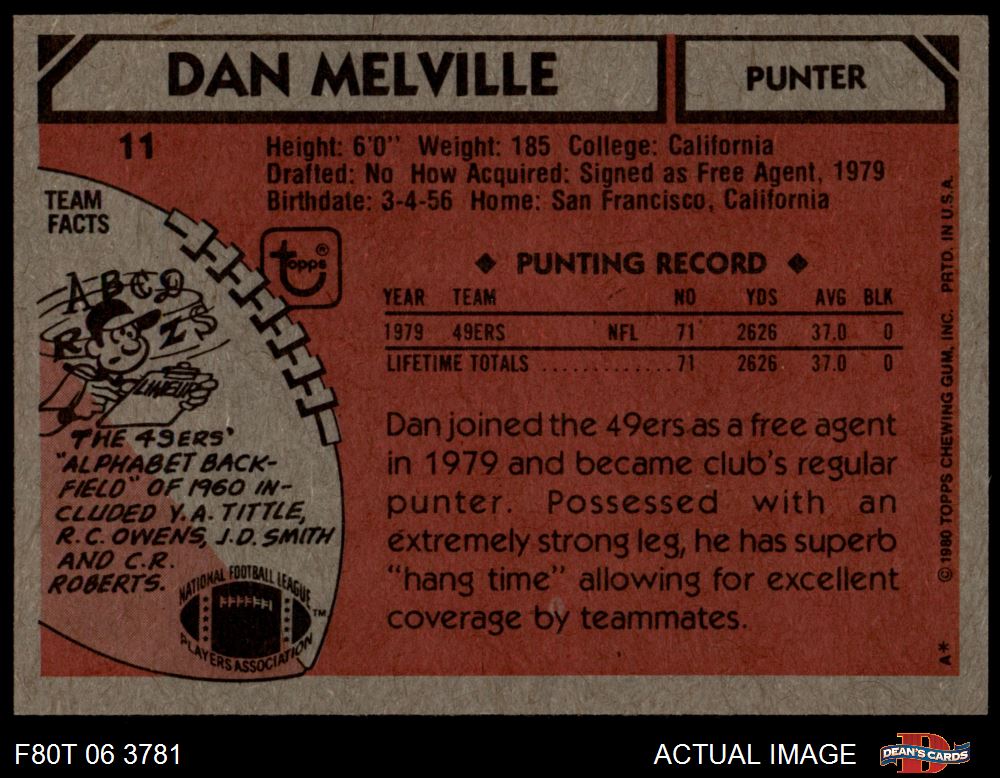 DAN MELVILLE
PUNTER
11
Height: 6'0" Weight: 185 College: California
Drafted: No How Acquired: Signed as Free Agent, 1979
Birthdate: 3-4-56 Home: San Francisco, California
TEAM
FACTS
topps®
A B C D
R Z S
LINEUP
THE 49ERS'
"ALPHABET BACK-
FIELD" OF 1960 IN-
CLUDED Y.A. TITTLE,
R.C. OWENS, J.D. SMITH
AND C.R.
ROBERTS.
NATIONAL FOOTBALL LEAGUE
PLAYERS ASSOCIATION
TM
◆ PUNTING RECORD ◆
YEAR TEAM NO YDS AVG BLK
1979 49ERS NFL 71 2626 37.0 0
LIFETIME TOTALS .............71 2626 37.0 0
Dan joined the 49ers as a free agent
in 1979 and became club's regular
punter. Possessed with an
extremely strong leg, he has superb
"hang time" allowing for excellent
coverage by teammates.
© 1980 TOPPS CHEWING GUM, INC. PRTD. IN U.S.A.
A*
F80T 06 3781
ACTUAL IMAGE
D
DEAN'S CARDS